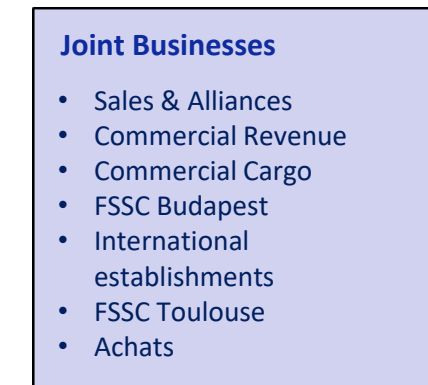 Joint Businesses
• Sales & Alliances
• Commercial Revenue
• Commercial Cargo
• FSSC Budapest
• International
establishments
• FSSC Toulouse
• Achats